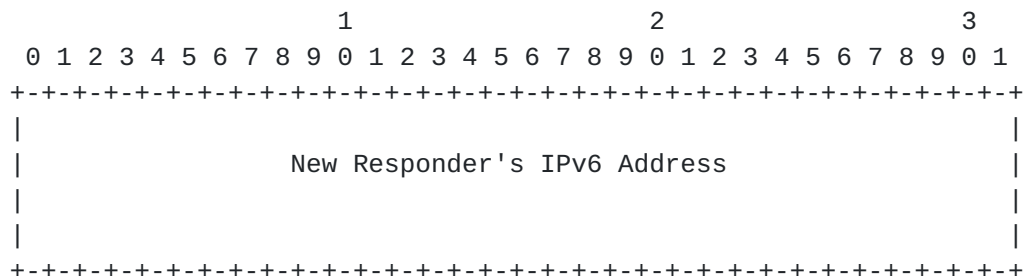 1                   2                   3
 0 1 2 3 4 5 6 7 8 9 0 1 2 3 4 5 6 7 8 9 0 1 2 3 4 5 6 7 8 9 0 1
+-+-+-+-+-+-+-+-+-+-+-+-+-+-+-+-+-+-+-+-+-+-+-+-+-+-+-+-+-+-+-+-+
|                                                               |
|                 New Responder's IPv6 Address                  |
|                                                               |
|                                                               |
+-+-+-+-+-+-+-+-+-+-+-+-+-+-+-+-+-+-+-+-+-+-+-+-+-+-+-+-+-+-+-+-+